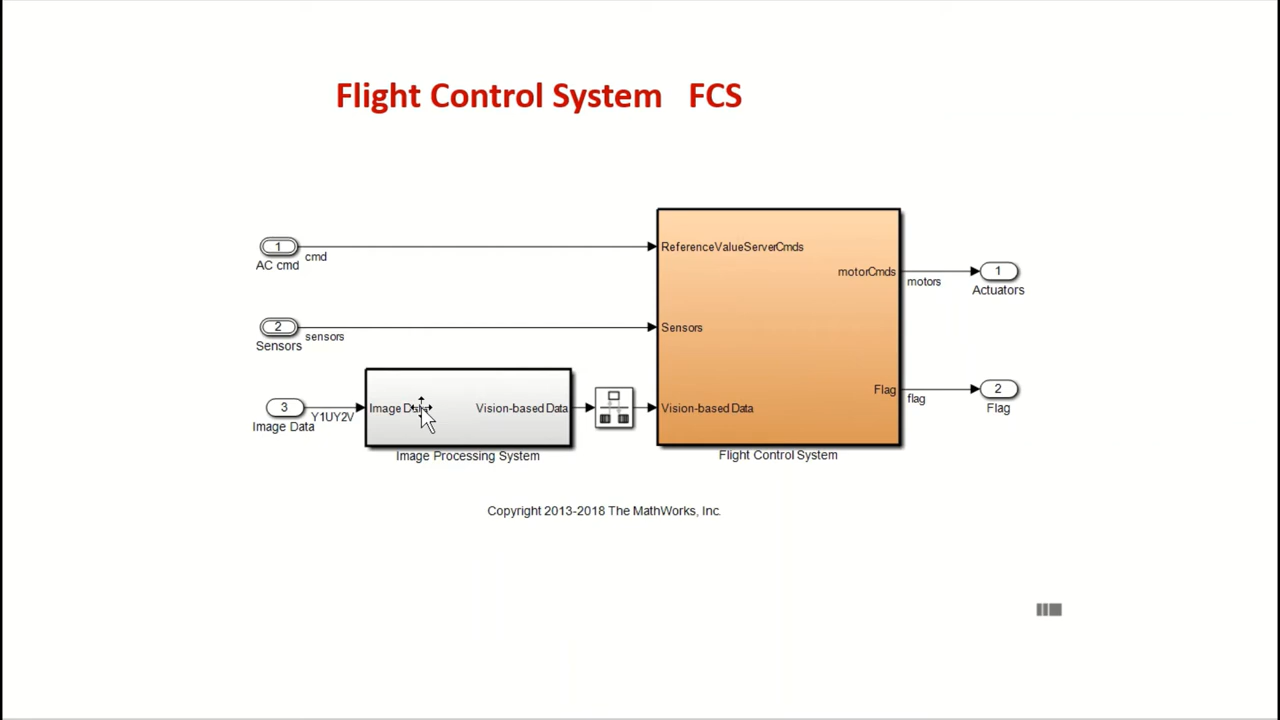 Flight Control System FCS
1
AC cmd
cmd
ReferenceValueServerCmds
motorCmds
motors
1
Actuators
2
Sensors
sensors
Sensors
3
Image Data
Y1UY2V
Image Data
Vision-based Data
Image Processing System
Vision-based Data
Flag
flag
2
Flag
Flight Control System
Copyright 2013-2018 The MathWorks, Inc.